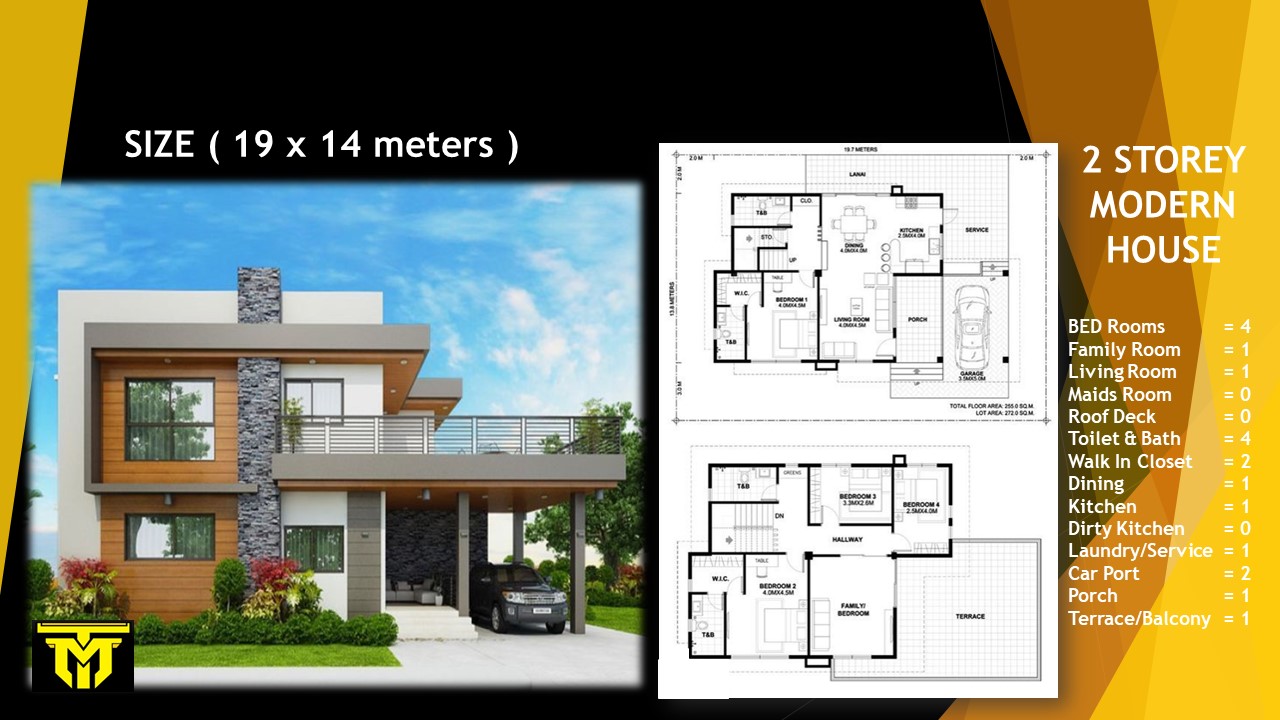 SIZE ( 19 x 14 meters )
2 STOREY
MODERN
HOUSE
19.7 METERS
2.0 M
2.0 M
2.0 M
LANAI
CLO.
T&B
STO.
UP
DINING
4.0MX4.0M
KITCHEN
2.5MX4.0M
SERVICE
UP
W.I.C.
TABLE
BEDROOM 1
4.0MX4.5M
T&B
LIVING ROOM
4.0MX4.5M
PORCH
GARAGE
3.5MX5.0M
UP
13.8 METERS
3.0 M
TOTAL FLOOR AREA: 255.0 SQ.M.
LOT AREA: 272.0 SQ.M.
T&B
BEDROOM 3
3.3MX2.6M
BEDROOM 4
2.5MX4.0M
DN
HALLWAY
W.I.C.
TABLE
BEDROOM 2
4.0MX4.5M
T&B
FAMILY/
BEDROOM
TERRACE
BED Rooms = 4
Family Room = 1
Living Room = 1
Maids Room = 0
Roof Deck = 0
Toilet & Bath = 4
Walk In Closet = 2
Dining = 1
Kitchen = 1
Dirty Kitchen = 0
Laundry/Service = 1
Car Port = 2
Porch = 1
Terrace/Balcony = 1